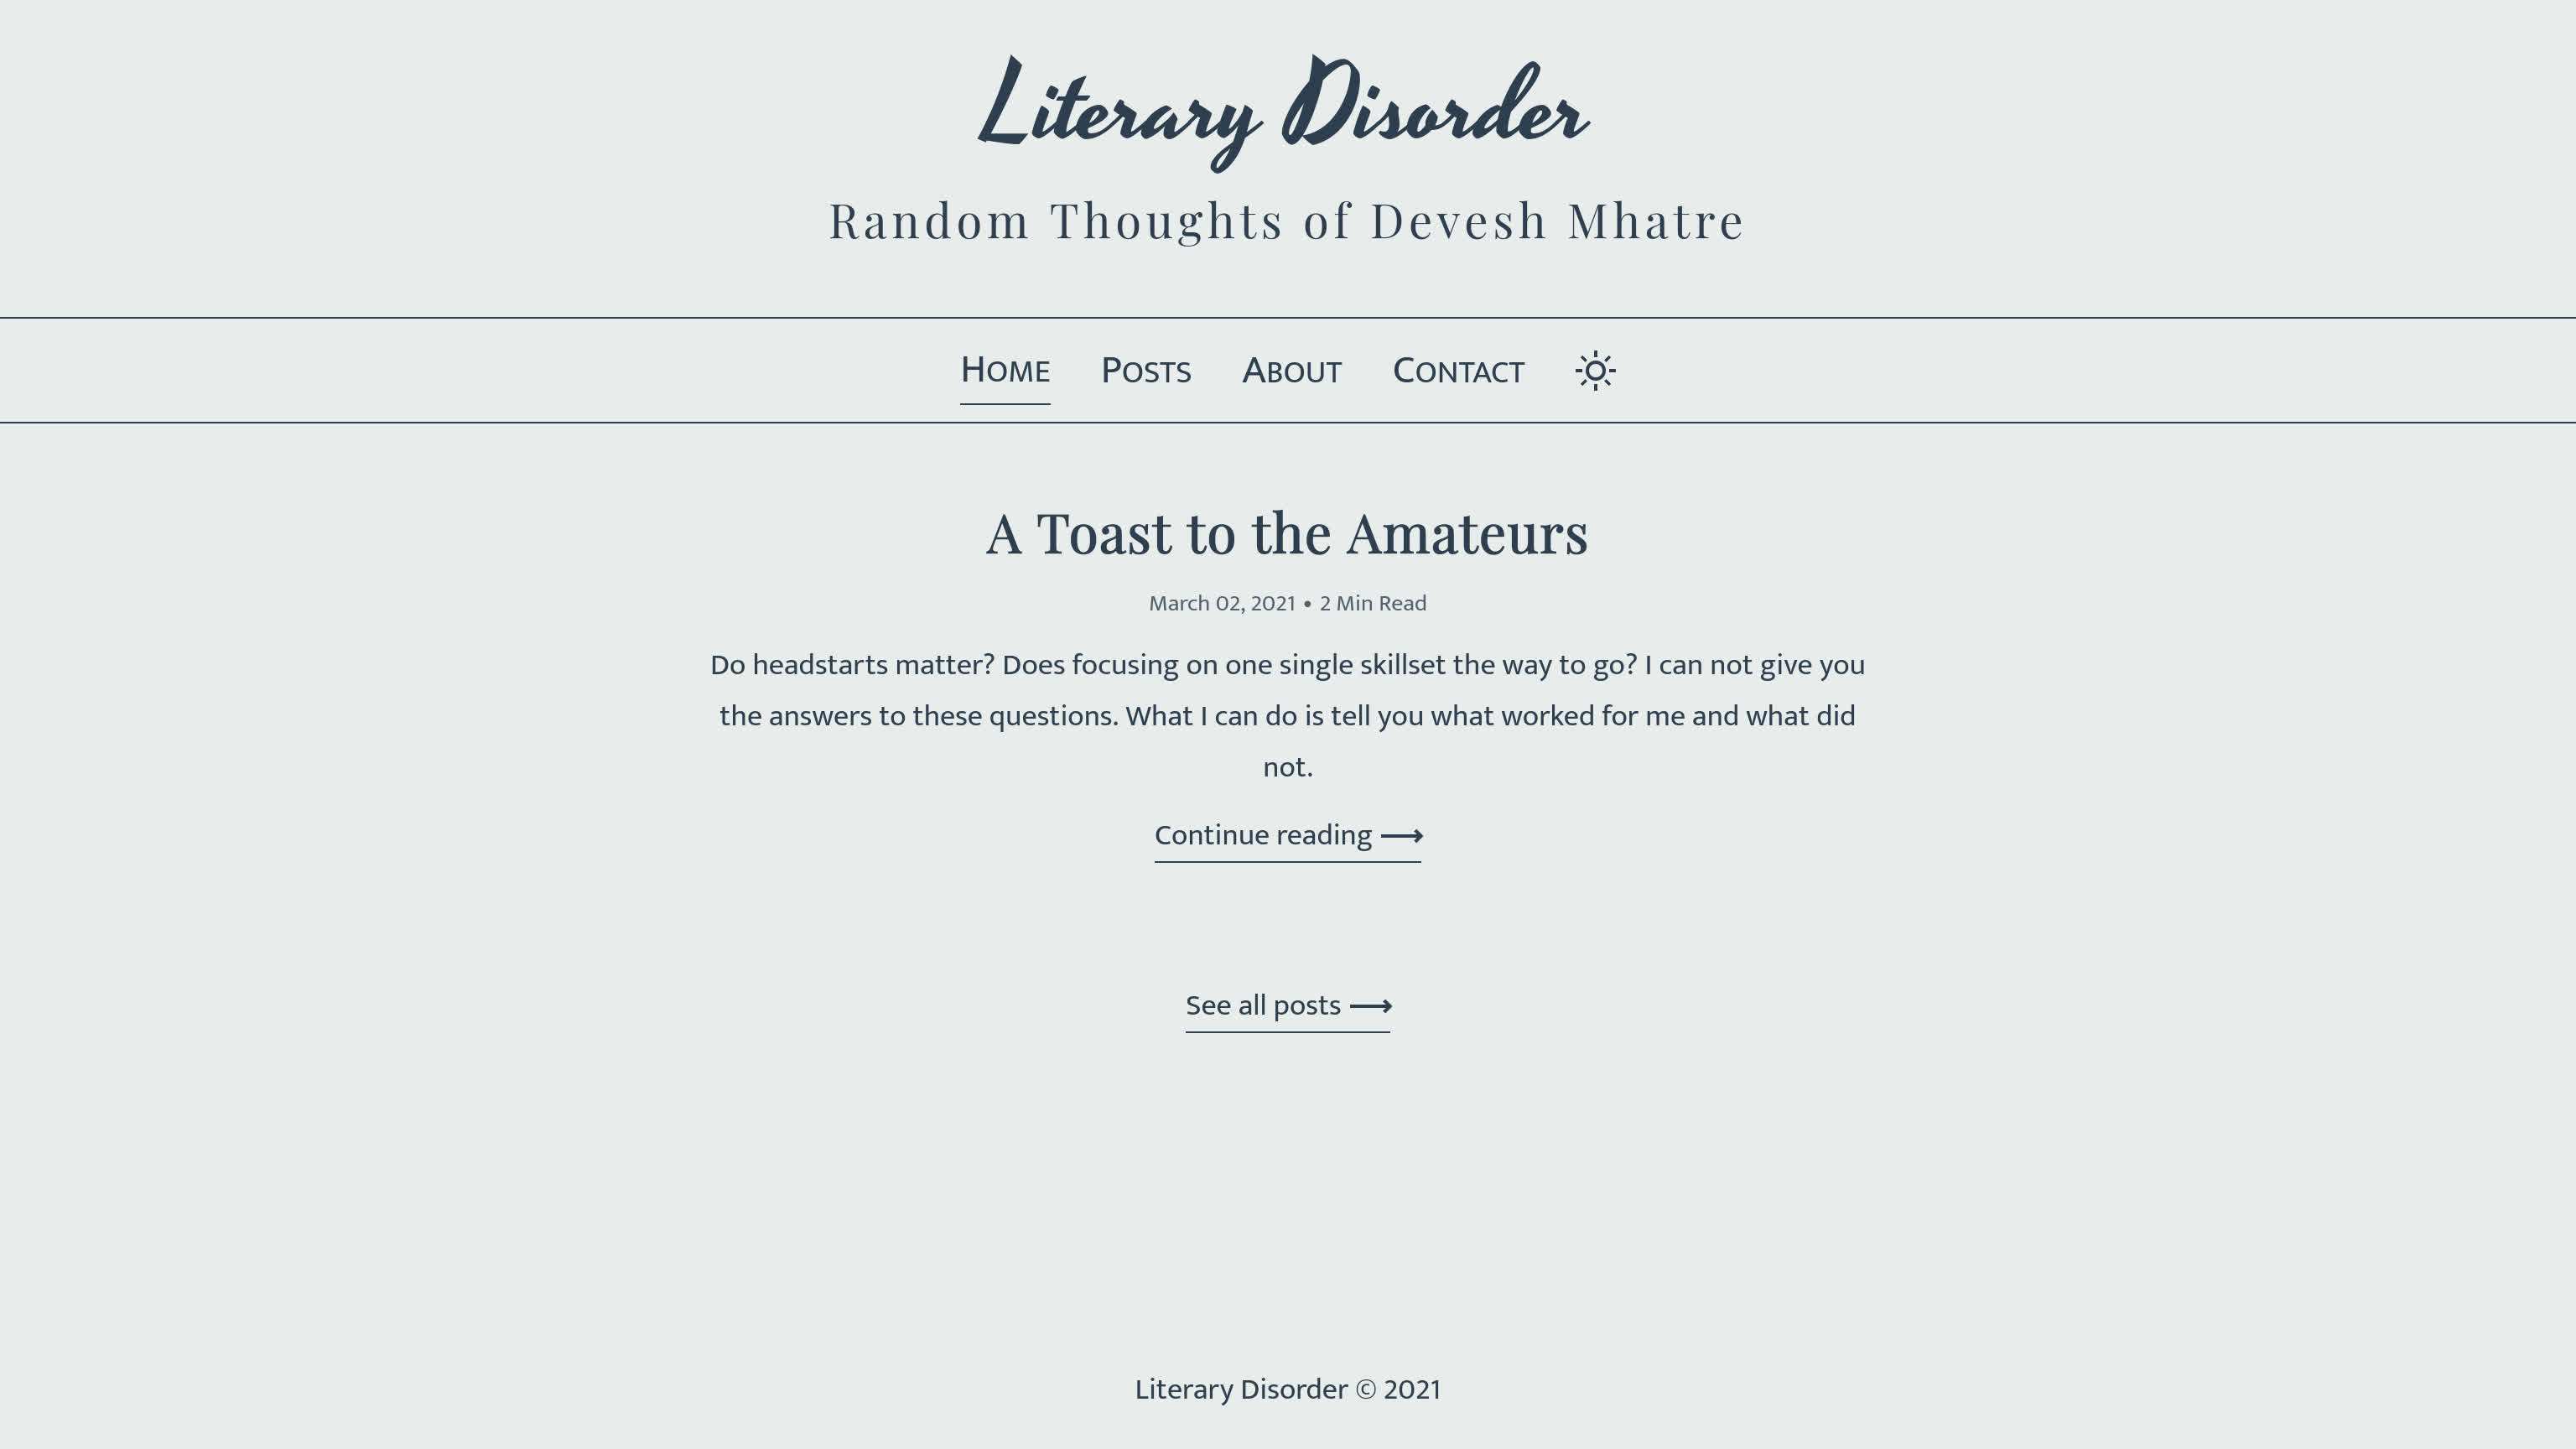 Literary Disorder
Random Thoughts of Devesh Mhatre
Home Posts About Contact
A Toast to the Amateurs
March 02, 2021 • 2 Min Read
Do headstarts matter? Does focusing on one single skillset the way to go? I can not give you
the answers to these questions. What I can do is tell you what worked for me and what did
not.
Continue reading ⟶
See all posts ⟶
Literary Disorder © 2021